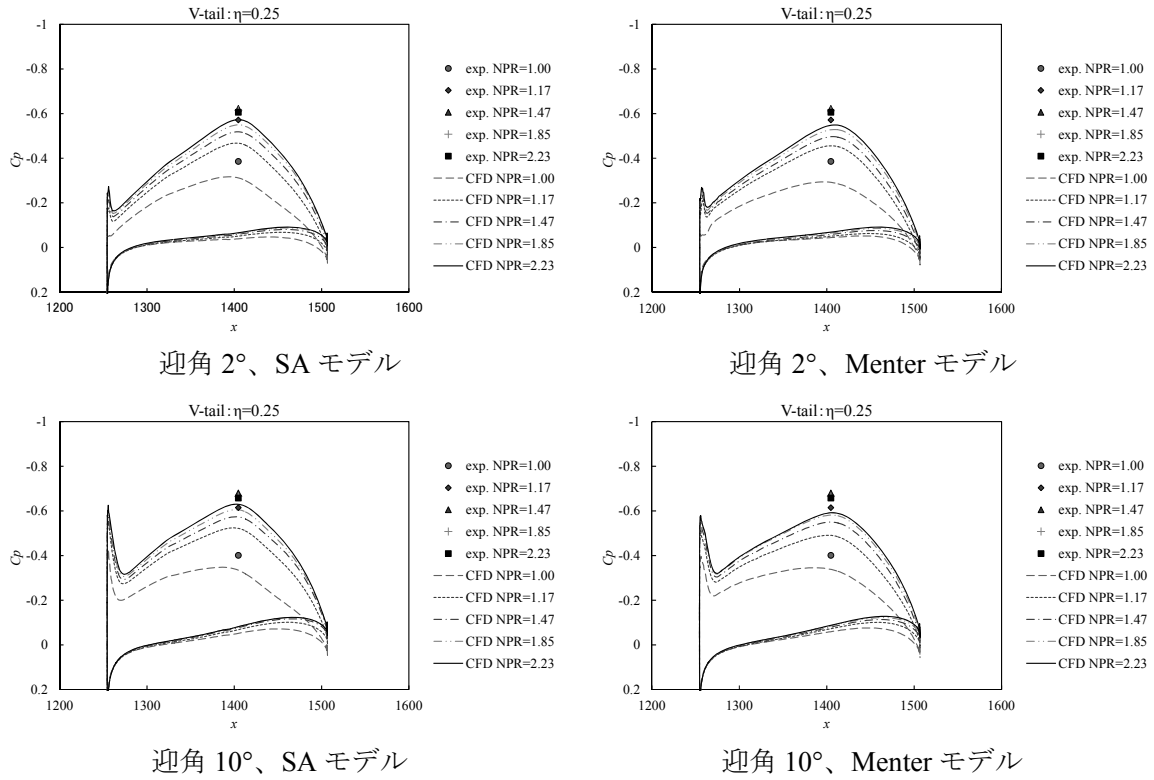 V-tail : η=0.25
-1
-0.8
-0.6
-0.4
-0.2
0
0.2
Cp
1200 1300 1400 1500 1600
x
exp. NPR=1.00
exp. NPR=1.17
exp. NPR=1.47
exp. NPR=1.85
exp. NPR=2.23
CFD NPR=1.00
CFD NPR=1.17
CFD NPR=1.47
CFD NPR=1.85
CFD NPR=2.23
迎角 2°、SA モデル
V-tail : η=0.25
-1
-0.8
-0.6
-0.4
-0.2
0
0.2
Cp
1200 1300 1400 1500 1600
x
exp. NPR=1.00
exp. NPR=1.17
exp. NPR=1.47
exp. NPR=1.85
exp. NPR=2.23
CFD NPR=1.00
CFD NPR=1.17
CFD NPR=1.47
CFD NPR=1.85
CFD NPR=2.23
迎角 2°、Menter モデル
V-tail : η=0.25
-1
-0.8
-0.6
-0.4
-0.2
0
0.2
Cp
1200 1300 1400 1500 1600
x
exp. NPR=1.00
exp. NPR=1.17
exp. NPR=1.47
exp. NPR=1.85
exp. NPR=2.23
CFD NPR=1.00
CFD NPR=1.17
CFD NPR=1.47
CFD NPR=1.85
CFD NPR=2.23
迎角 10°、SA モデル
V-tail : η=0.25
-1
-0.8
-0.6
-0.4
-0.2
0
0.2
Cp
1200 1300 1400 1500 1600
x
exp. NPR=1.00
exp. NPR=1.17
exp. NPR=1.47
exp. NPR=1.85
exp. NPR=2.23
CFD NPR=1.00
CFD NPR=1.17
CFD NPR=1.47
CFD NPR=1.85
CFD NPR=2.23
迎角 10°、Menter モデル